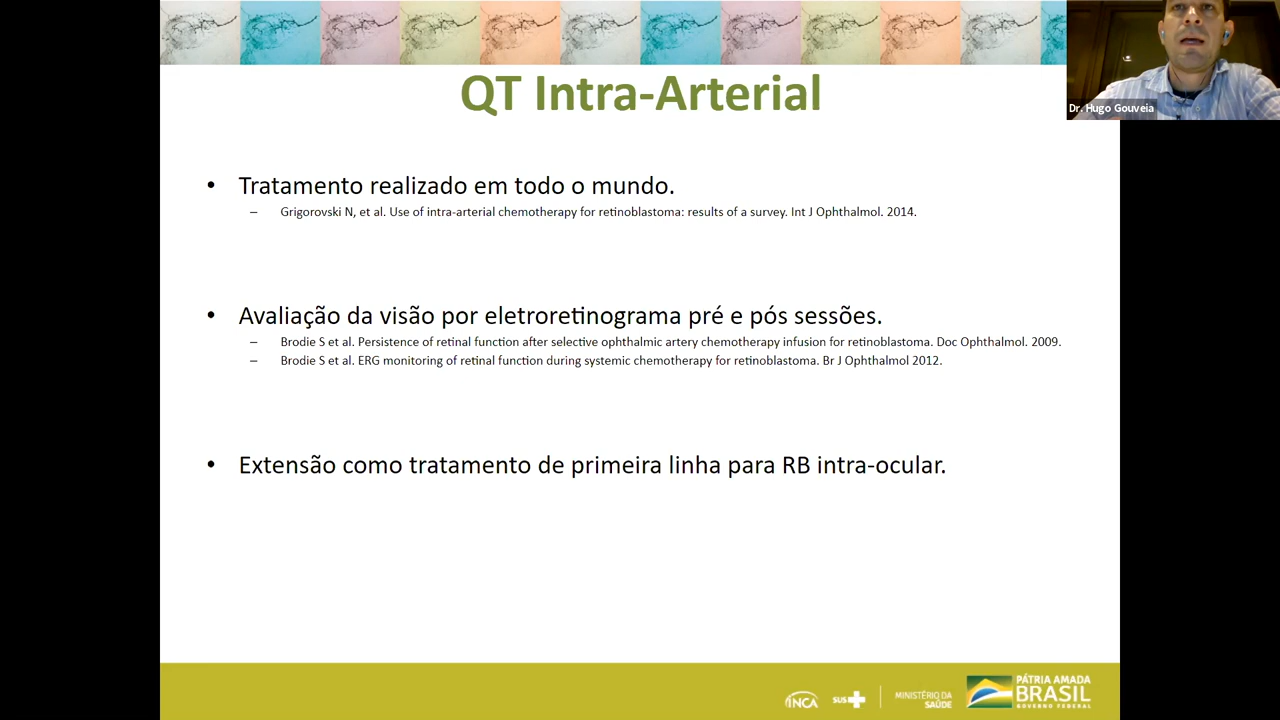 QT Intra-Arterial
Dr. Hugo Gouveia
• Tratamento realizado em todo o mundo.
– Grigorovski N, et al. Use of intra-arterial chemotherapy for retinoblastoma: results of a survey. Int J Ophthalmol. 2014.
• Avaliação da visão por eletroretinograma pré e pós sessões.
– Brodie S et al. Persistence of retinal function after selective ophthalmic artery chemotherapy infusion for retinoblastoma. Doc Ophthalmol. 2009.
– Brodie S et al. ERG monitoring of retinal function during systemic chemotherapy for retinoblastoma. Br J Ophthalmol 2012.
• Extensão como tratamento de primeira linha para RB intra-ocular.
INCA
SUS
MINISTÉRIO DA
SAÚDE
PÁTRIA AMADA
BRASIL
GOVERNO FEDERAL